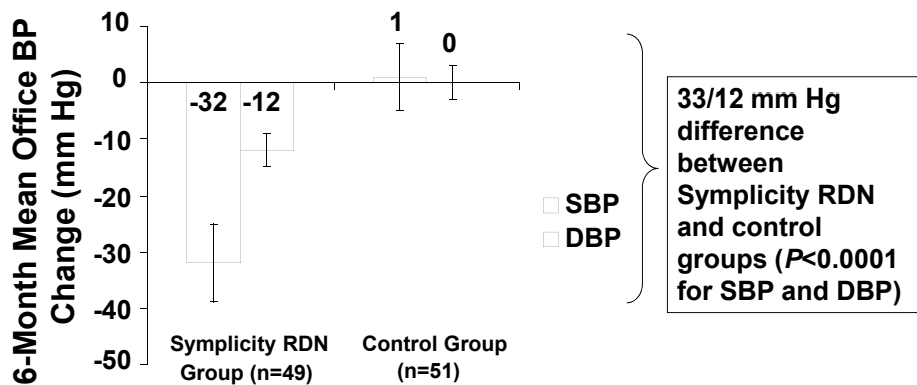 6-Month Mean Office BP
Change (mm Hg)
10
0
-10
-20
-30
-40
-50
-32
-12
1
0
Symplicity RDN
Group (n=49)
Control Group
(n=51)
SBP
DBP
33/12 mm Hg
difference
between
Symplicity RDN
and control
groups (P<0.0001
for SBP and DBP)